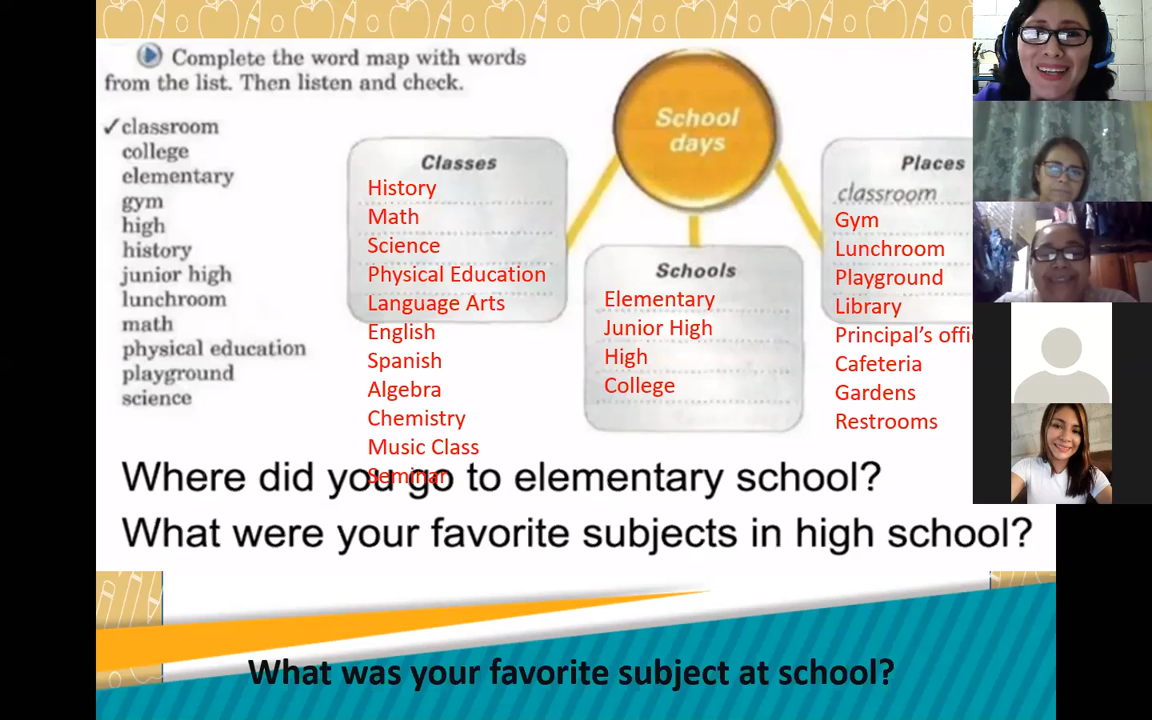 Complete the word map with words
from the list. Then listen and check.
✓classroom
college
elementary
gym
high
history
junior high
lunchroom
math
physical education
playground
science
School
days
Classes
History
Math
Science
Physical Education
Language Arts
English
Spanish
Algebra
Chemistry
Music Class
Seminar
Schools
Elementary
Junior High
High
College
Places
classroom
Gym
Lunchroom
Playground
Library
Principal's offi
Cafeteria
Gardens
Restrooms
Where did you go to elementary school?
What were your favorite subjects in high school?
What was your favorite subject at school?